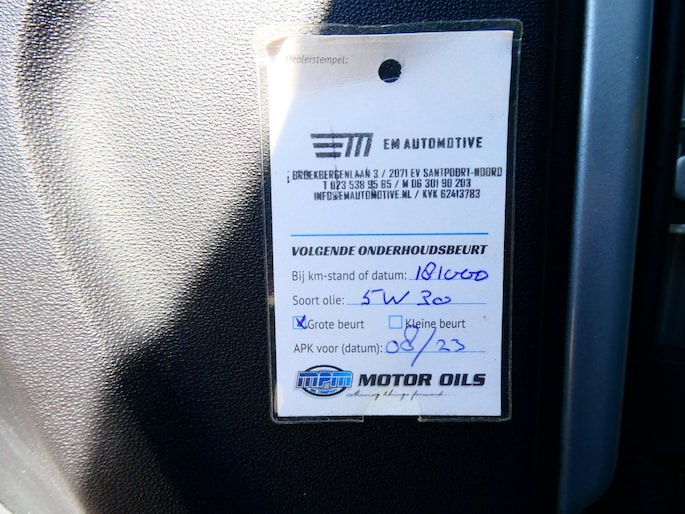 Dealerstempel:
EM AUTOMOTIVE
BROEKBERGENLAAN 3 / 2071 EV SANTPOORT-NOORD
T 023 538 95 85 / M 06 301 90 203
INFO@EMAUTOMOTIVE.NL / KVK 62413783
VOLGENDE ONDERHOUDSBEURT
Bij km-stand of datum: 181000
Soort olie: 5W30
Grote beurt Kleine beurt
APK voor (datum): 08/23
MPM MOTOR OILS